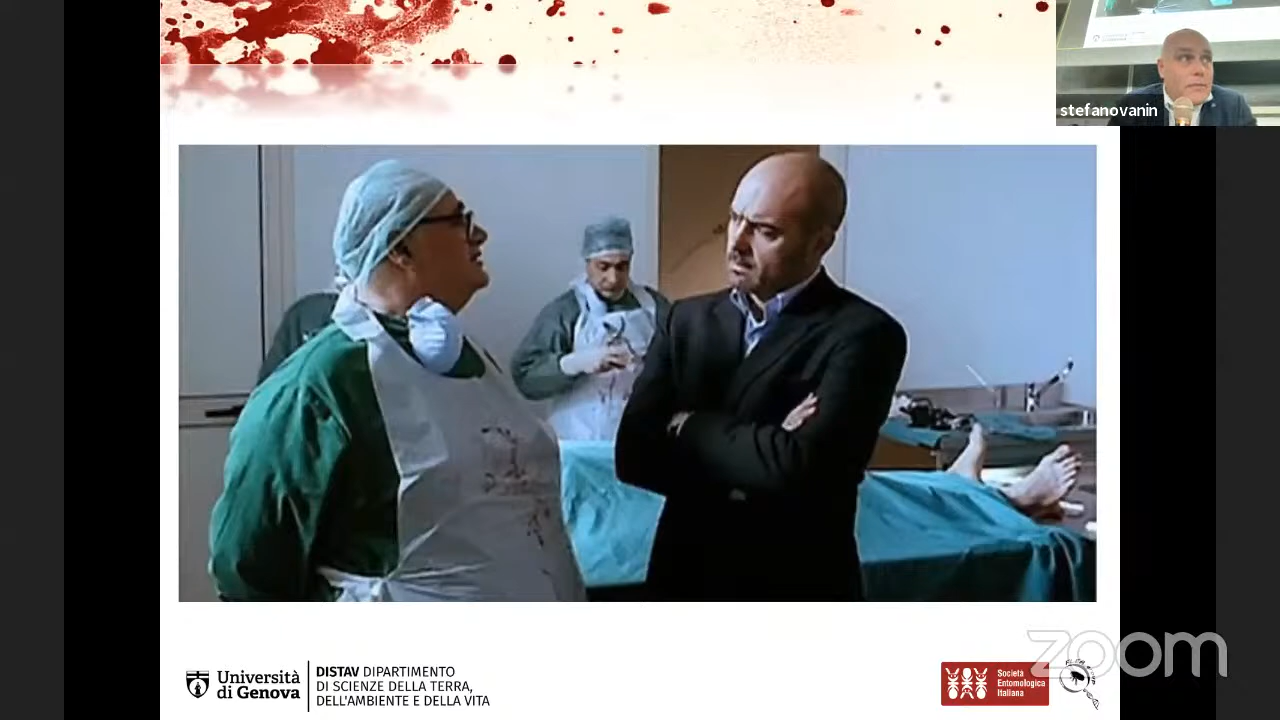 stefanovanin
Università
di Genova
DISTAV DIPARTIMENTO
DI SCIENZE DELLA TERRA,
DELL'AMBIENTE E DELLA VITA
Società
Entomologica
Italiana
zoom